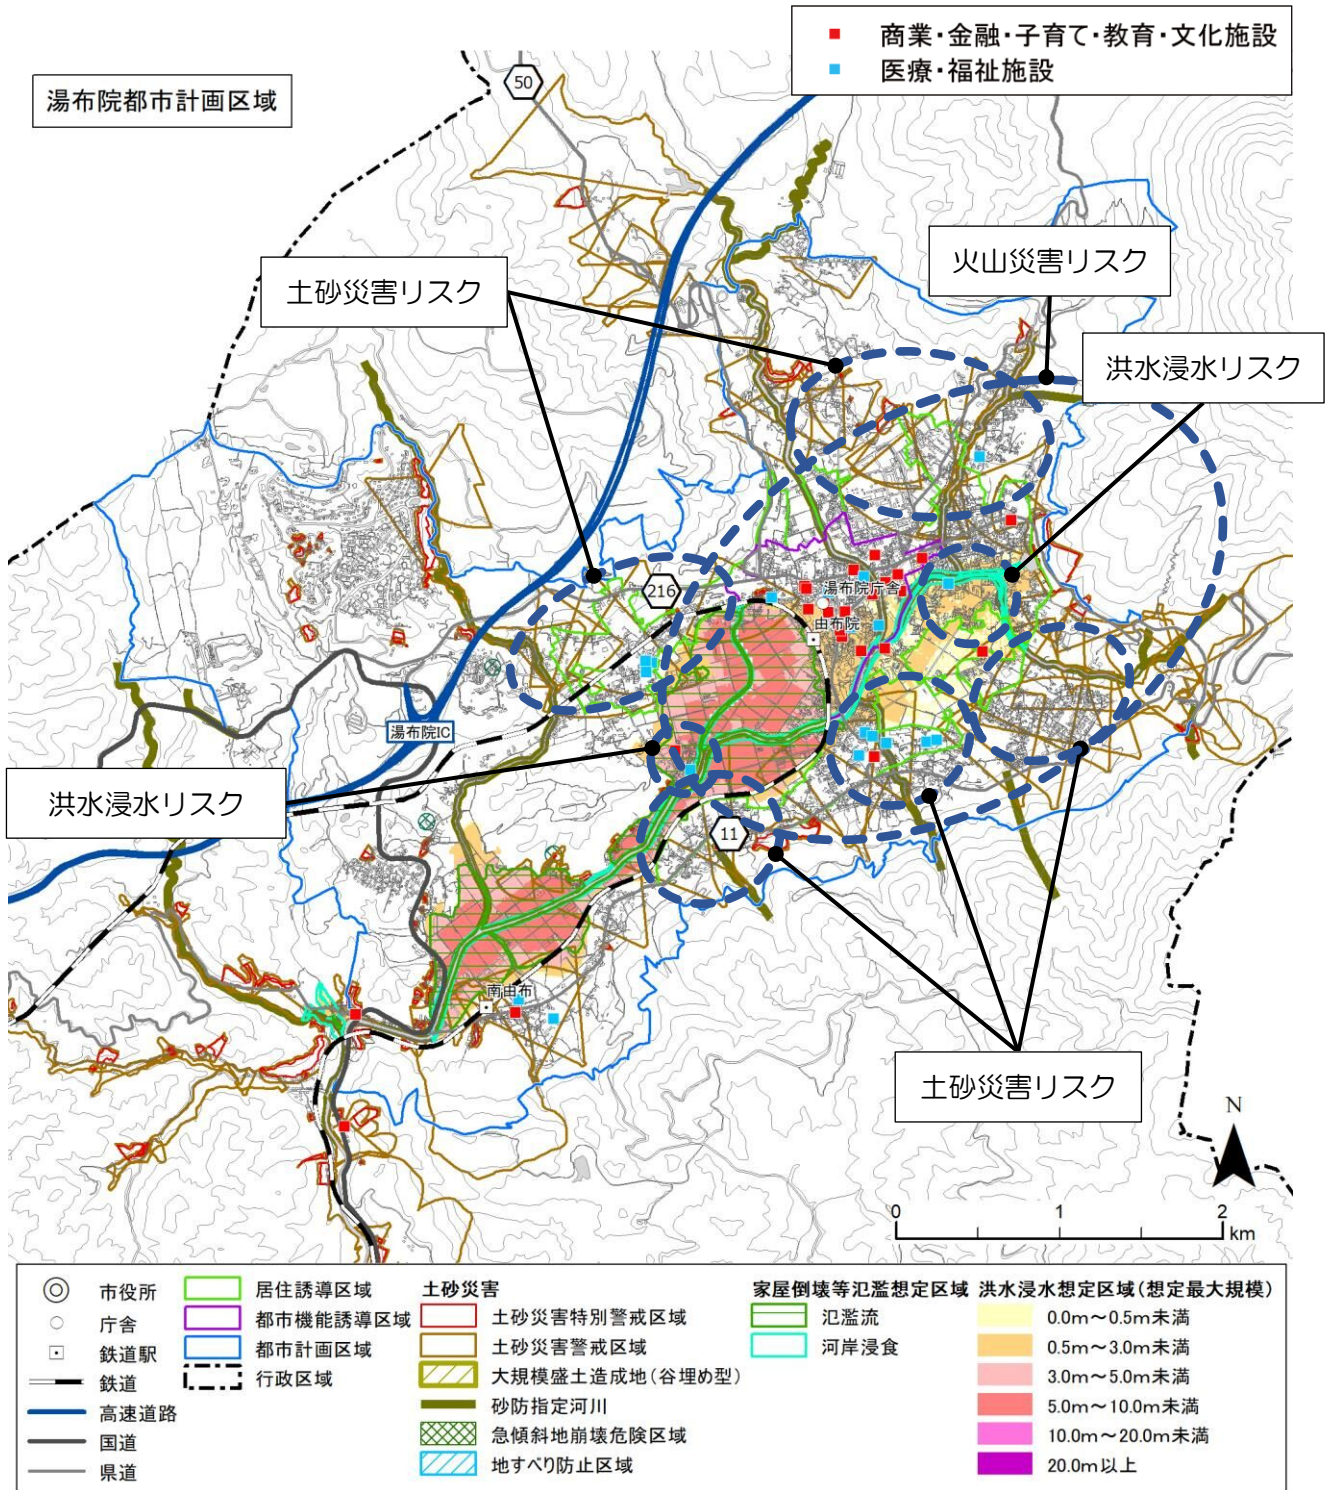 商業・金融・子育て・教育・文化施設
医療・福祉施設
湯布院都市計画区域
50
火山災害リスク
土砂災害リスク
洪水浸水リスク
216
湯布院庁舎
由布院
湯布院IC
洪水浸水リスク
11
南由布
土砂災害リスク
N
0 1 2
km
市役所
庁舎
鉄道駅
鉄道
高速道路
国道
県道
居住誘導区域
都市機能誘導区域
都市計画区域
行政区域
土砂災害
土砂災害特別警戒区域
土砂災害警戒区域
大規模盛土造成地(谷埋め型)
砂防指定河川
急傾斜地崩壊危険区域
地すべり防止区域
家屋倒壊等氾濫想定区域
氾濫流
河岸浸食
洪水浸水想定区域(想定最大規模)
0.0m～0.5m未満
0.5m～3.0m未満
3.0m～5.0m未満
5.0m～10.0m未満
10.0m～20.0m未満
20.0m以上